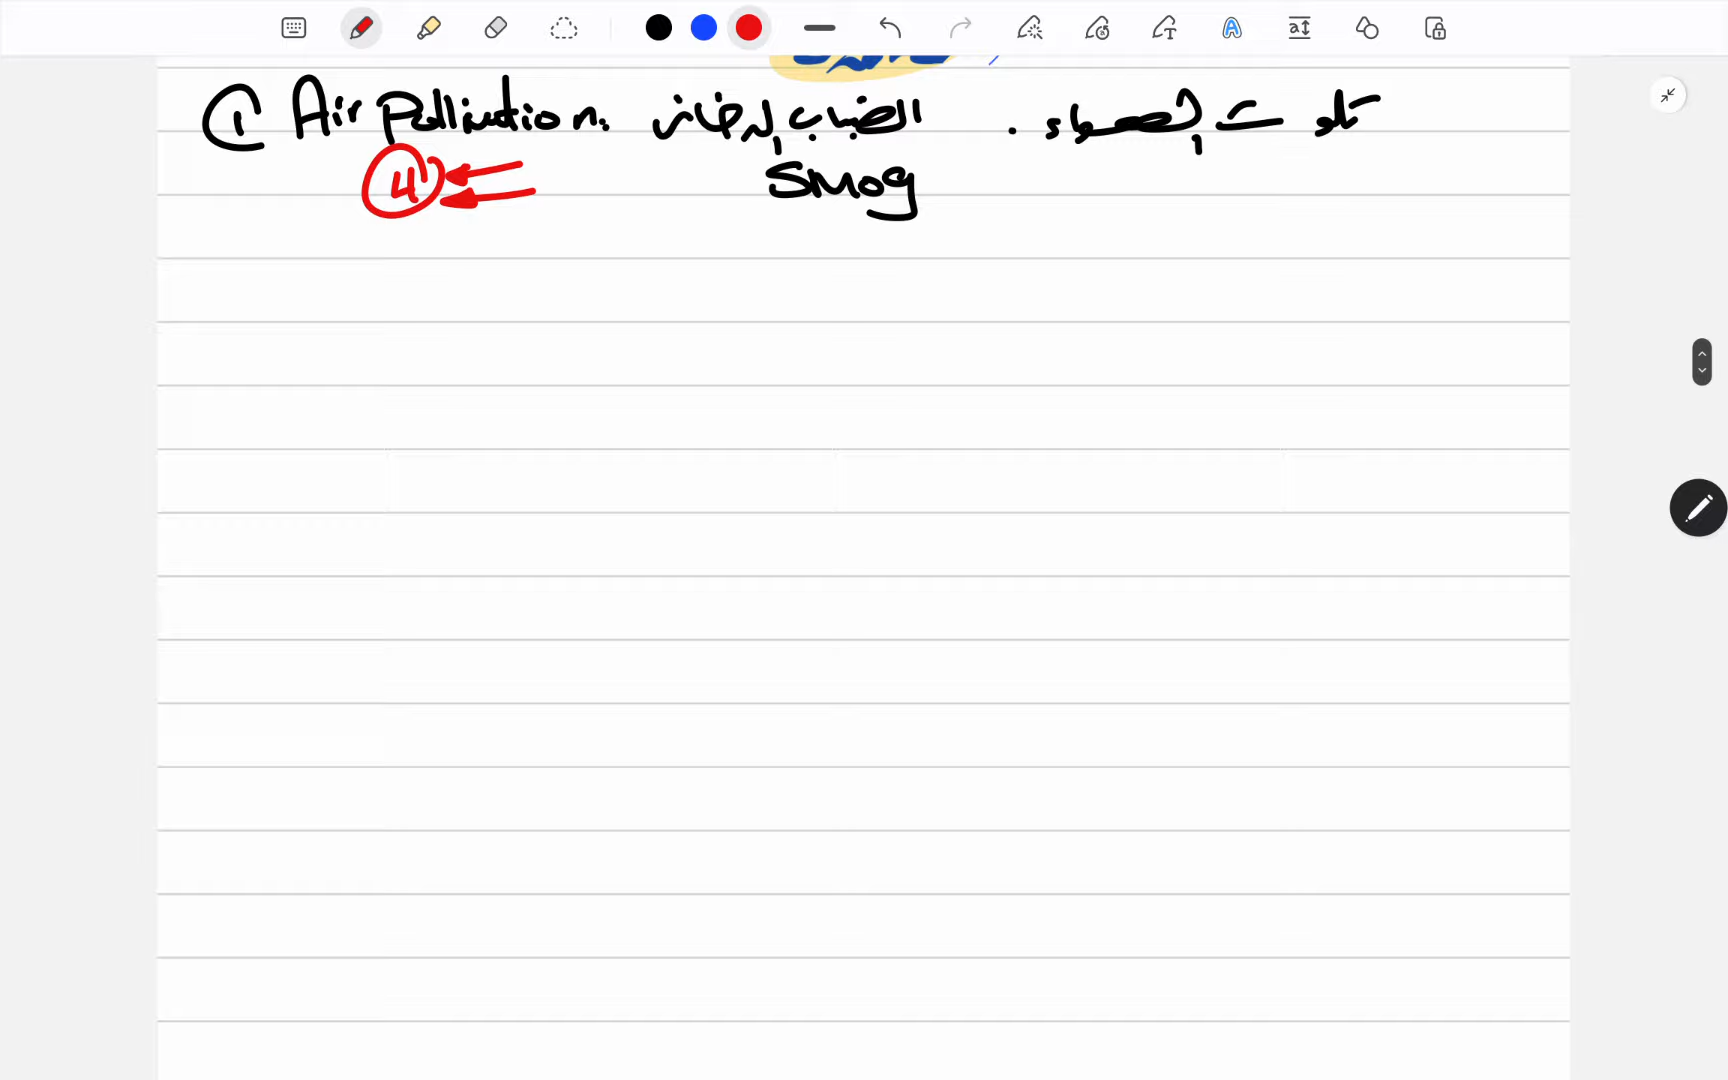 ① Air Pollution. الضباب الدخاني . تلوث الهواء
4 Smog